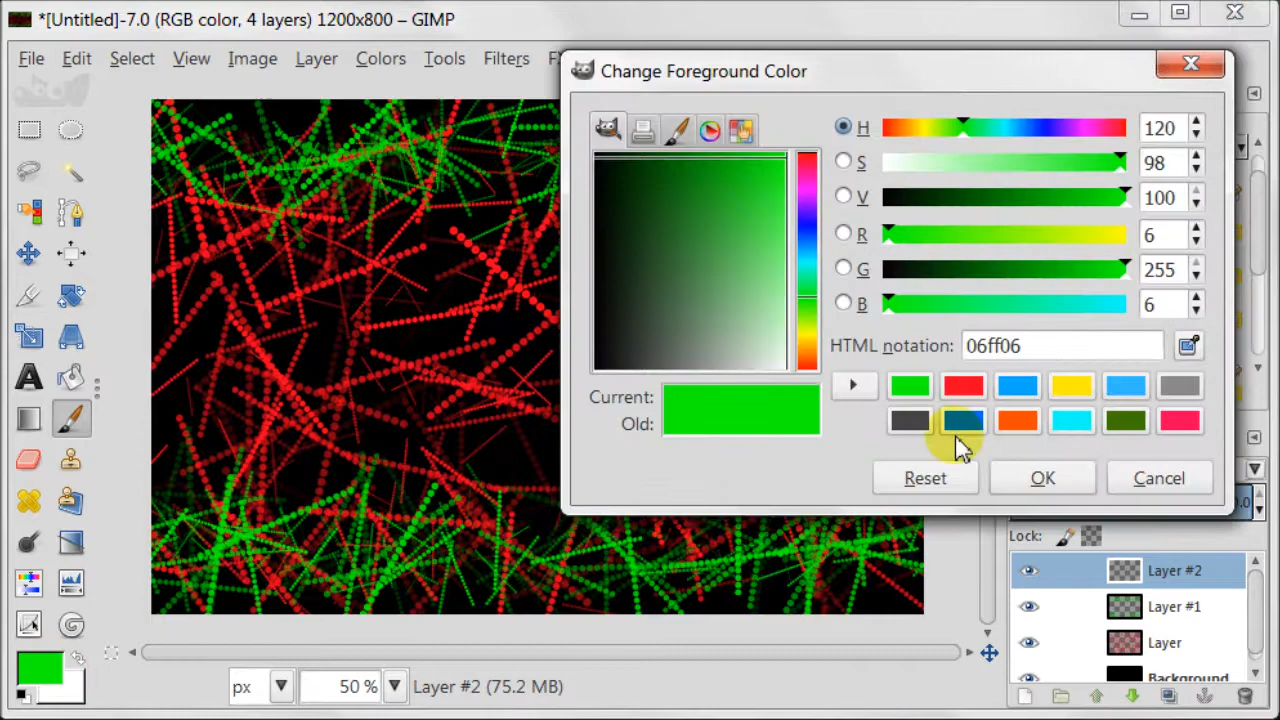 *[Untitled]-7.0 (RGB color, 4 layers) 1200x800 – GIMP
File Edit Select View Image Layer Colors Tools Filters
Change Foreground Color
H 120
S 98
V 100
R 6
G 255
B 6
HTML notation: 06ff06
Current:
Old:
Reset OK Cancel
Lock:
Layer #2
Layer #1
Layer
Background
px 50 % Layer #2 (75.2 MB)